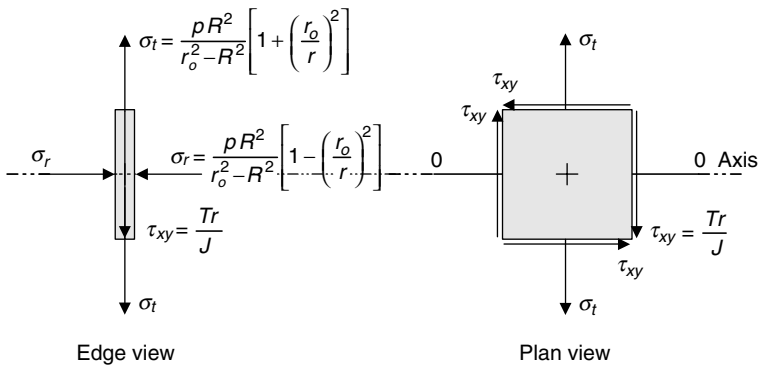 σt = pR²/(ro² − R²) [1 + (ro/r)²]
σt
τxy
τxy
σr
σr = pR²/(ro² − R²) [1 − (ro/r)²]
0
0 Axis
τxy = Tr/J
τxy = Tr/J
τxy
σt
σt
Edge view
Plan view